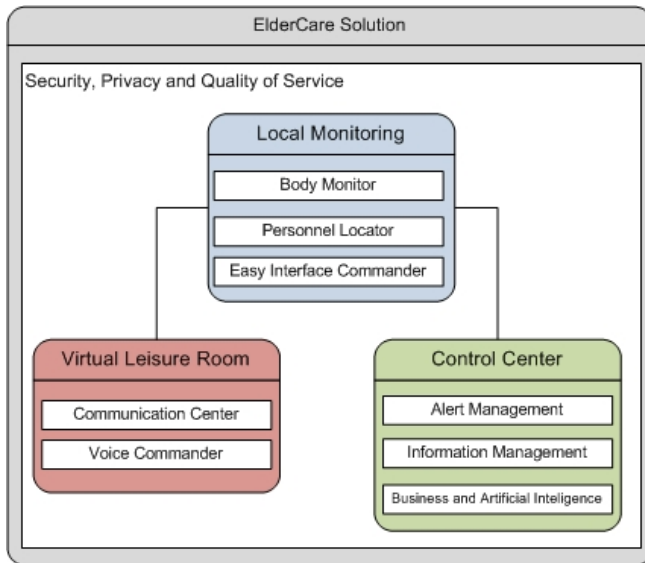 ElderCare Solution
Security, Privacy and Quality of Service
Local Monitoring
Body Monitor
Personnel Locator
Easy Interface Commander
Virtual Leisure Room
Communication Center
Voice Commander
Control Center
Alert Management
Information Management
Business and Artificial Inteligence